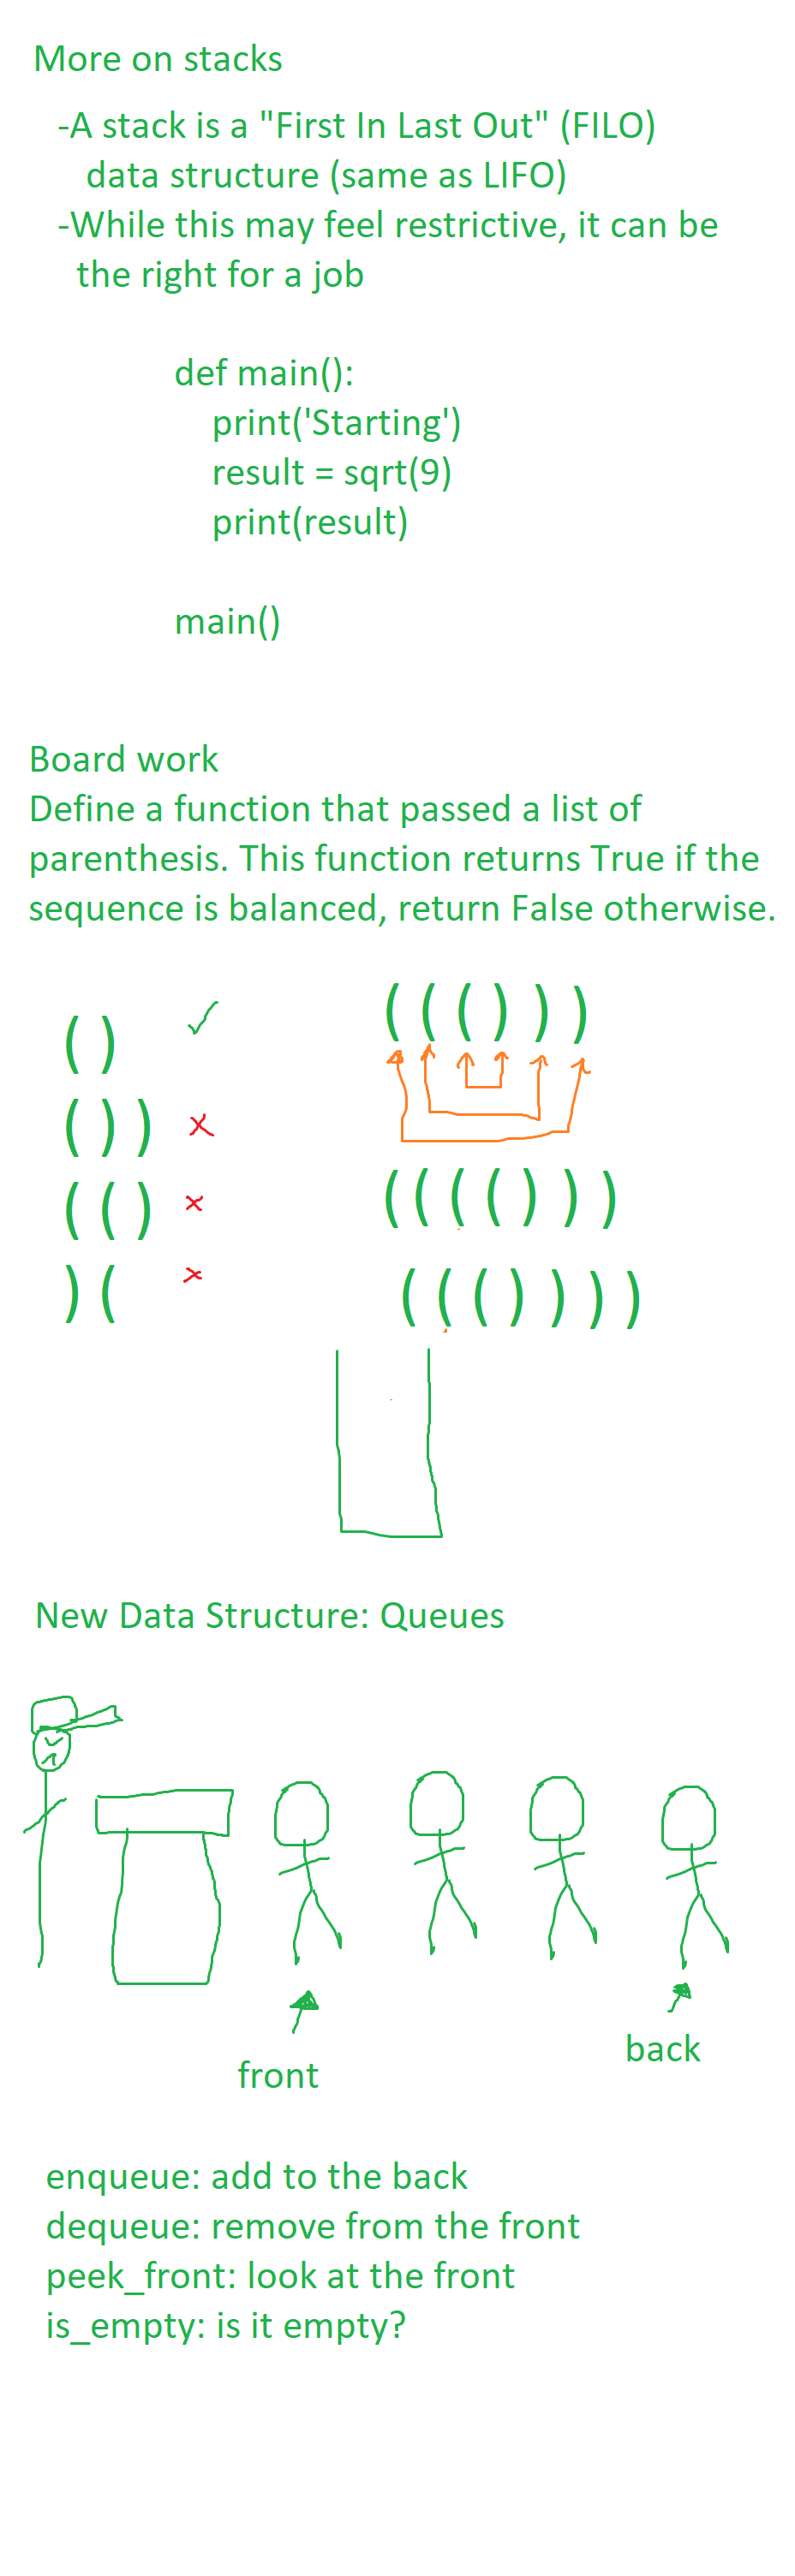 More on stacks
-A stack is a "First In Last Out" (FILO)
data structure (same as LIFO)
-While this may feel restrictive, it can be
the right for a job
def main():
print('Starting')
result = sqrt(9)
print(result)
main()
Board work
Define a function that passed a list of
parenthesis. This function returns True if the
sequence is balanced, return False otherwise.
( )
( ) )
( ( )
) (
( ( ( ) ) )
( ( ( ( ) ) )
( ( ( ) ) ) )
New Data Structure: Queues
front
back
enqueue: add to the back
dequeue: remove from the front
peek_front: look at the front
is_empty: is it empty?